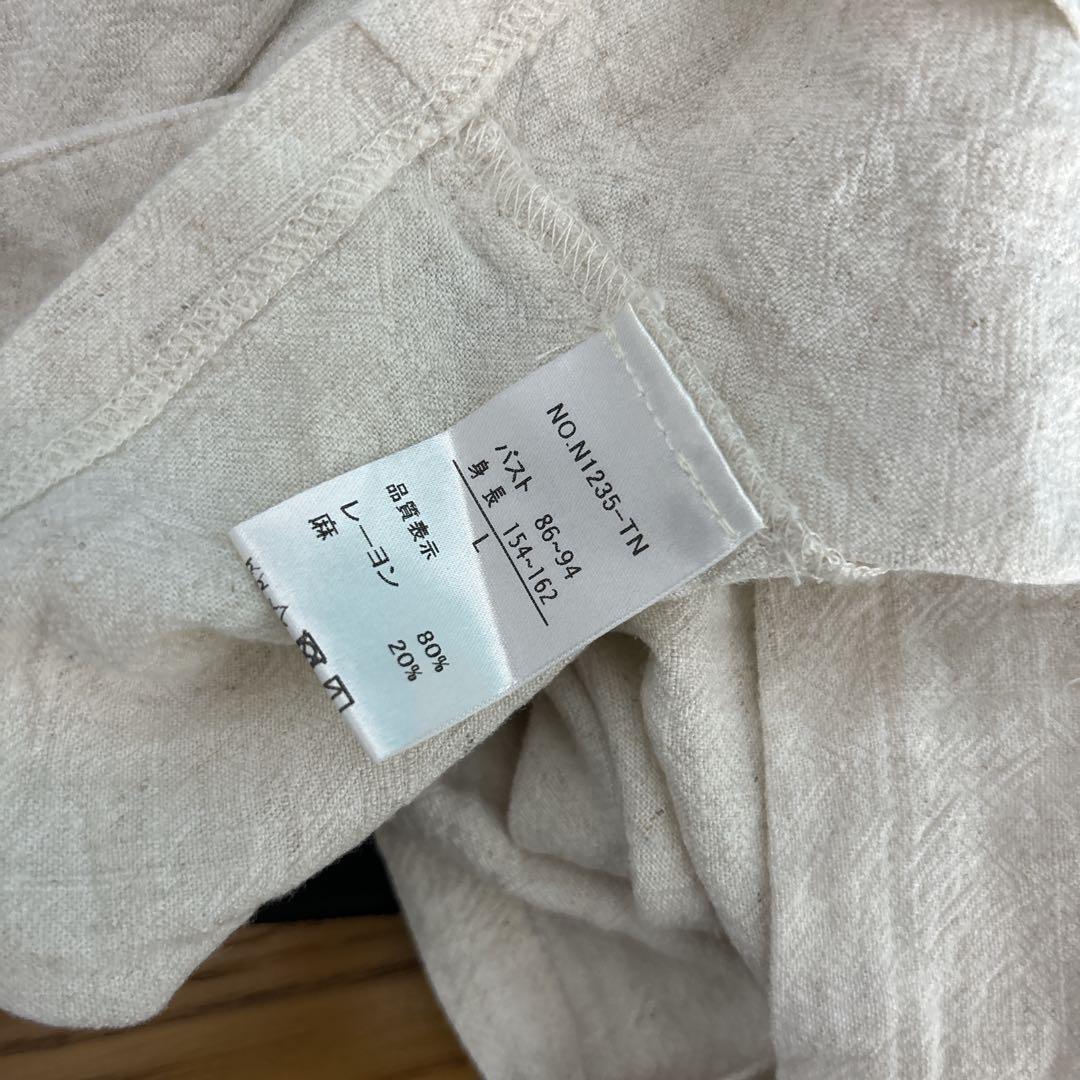 NO.N1235-TN
バスト 86~94
身長 154~162
L
品質表示
レーヨン 80%
麻 20%